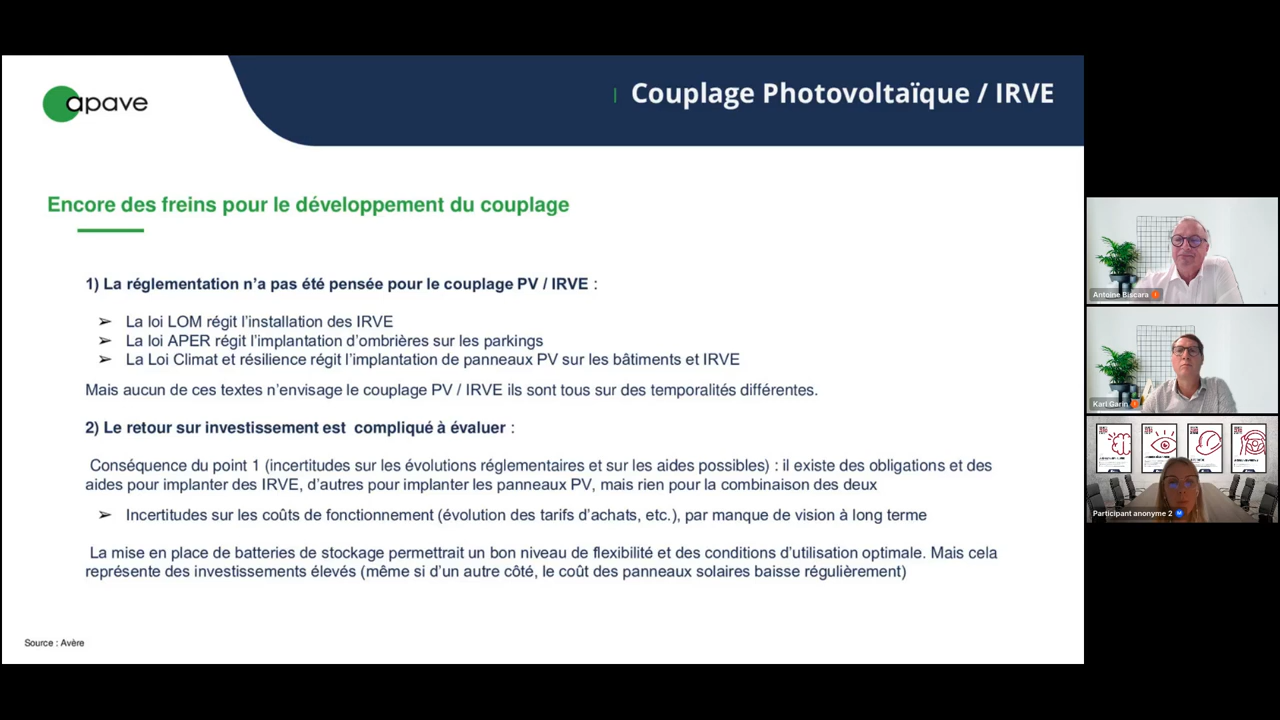 apave
Couplage Photovoltaïque / IRVE
Encore des freins pour le développement du couplage
1) La réglementation n’a pas été pensée pour le couplage PV / IRVE :
➢ La loi LOM régit l’installation des IRVE
➢ La loi APER régit l’implantation d’ombrières sur les parkings
➢ La Loi Climat et résilience régit l’implantation de panneaux PV sur les bâtiments et IRVE
Mais aucun de ces textes n’envisage le couplage PV / IRVE ils sont tous sur des temporalités différentes.
2) Le retour sur investissement est compliqué à évaluer :
Conséquence du point 1 (incertitudes sur les évolutions réglementaires et sur les aides possibles) : il existe des obligations et des
aides pour implanter des IRVE, d’autres pour implanter les panneaux PV, mais rien pour la combinaison des deux
➢ Incertitudes sur les coûts de fonctionnement (évolution des tarifs d’achats, etc.), par manque de vision à long terme
La mise en place de batteries de stockage permettrait un bon niveau de flexibilité et des conditions d’utilisation optimale. Mais cela
représente des investissements élevés (même si d’un autre côté, le coût des panneaux solaires baisse régulièrement)
Source : Avère
Antoine Biscara
Karl Garin
Participant anonyme 2